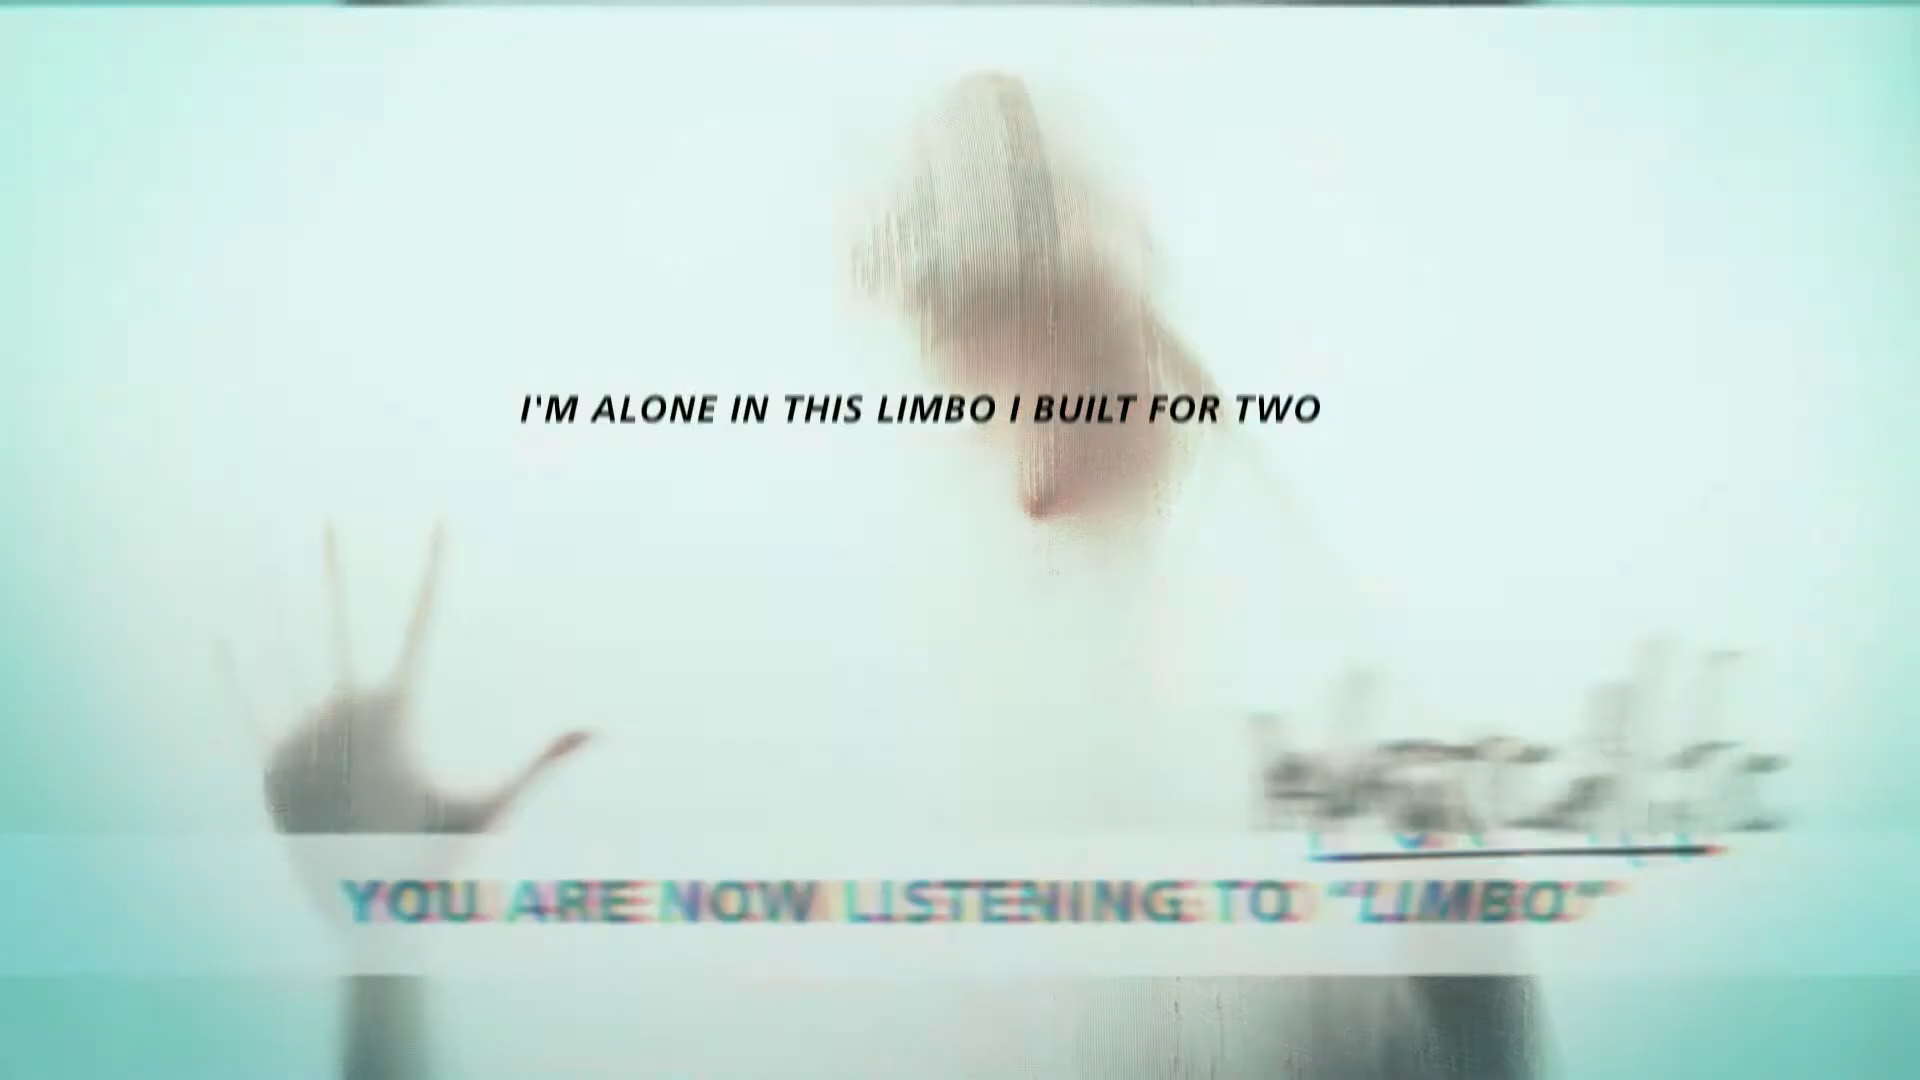 I'M ALONE IN THIS LIMBO I BUILT FOR TWO
YOU ARE NOW LISTENING TO “LIMBO”